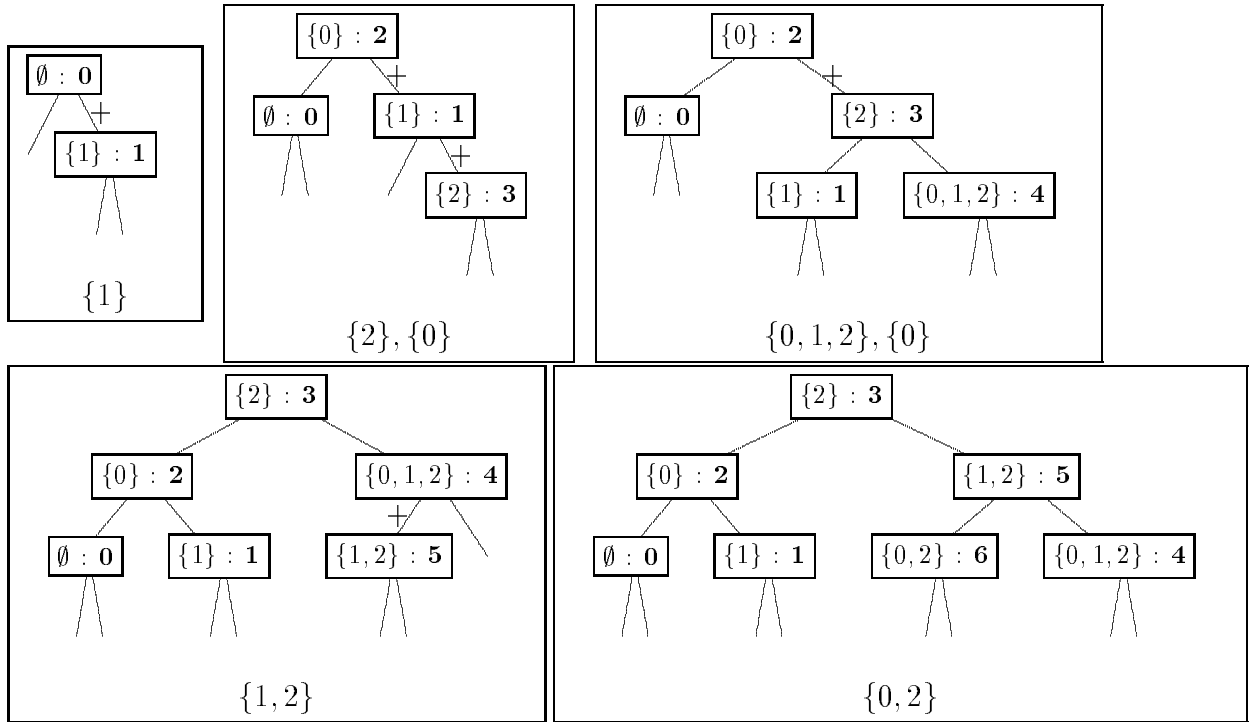 ∅ : 0
+
{1} : 1
{1}
{0} : 2
+
∅ : 0 {1} : 1
+
{2} : 3
{2}, {0}
{0} : 2
+
∅ : 0 {2} : 3
{1} : 1 {0, 1, 2} : 4
{0, 1, 2}, {0}
{2} : 3
{0} : 2 {0, 1, 2} : 4
+
∅ : 0 {1} : 1 {1, 2} : 5
{1, 2}
{2} : 3
{0} : 2 {1, 2} : 5
∅ : 0 {1} : 1 {0, 2} : 6 {0, 1, 2} : 4
{0, 2}